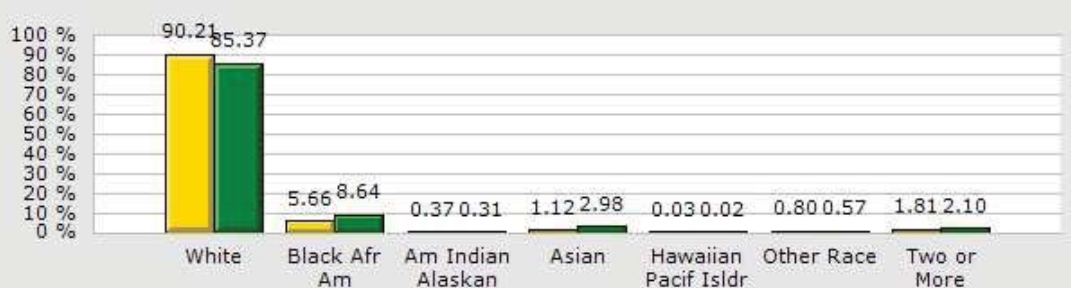 90.21 85.37
100 %
90 %
80 %
70 %
60 %
50 %
40 %
30 %
20 %
10 %
0 %
5.66 8.64
0.37 0.31
1.12 2.98
0.03 0.02
0.80 0.57
1.81 2.10
White
Black Afr
Am
Am Indian
Alaskan
Asian
Hawaiian
Pacif Isldr
Other Race
Two or
More